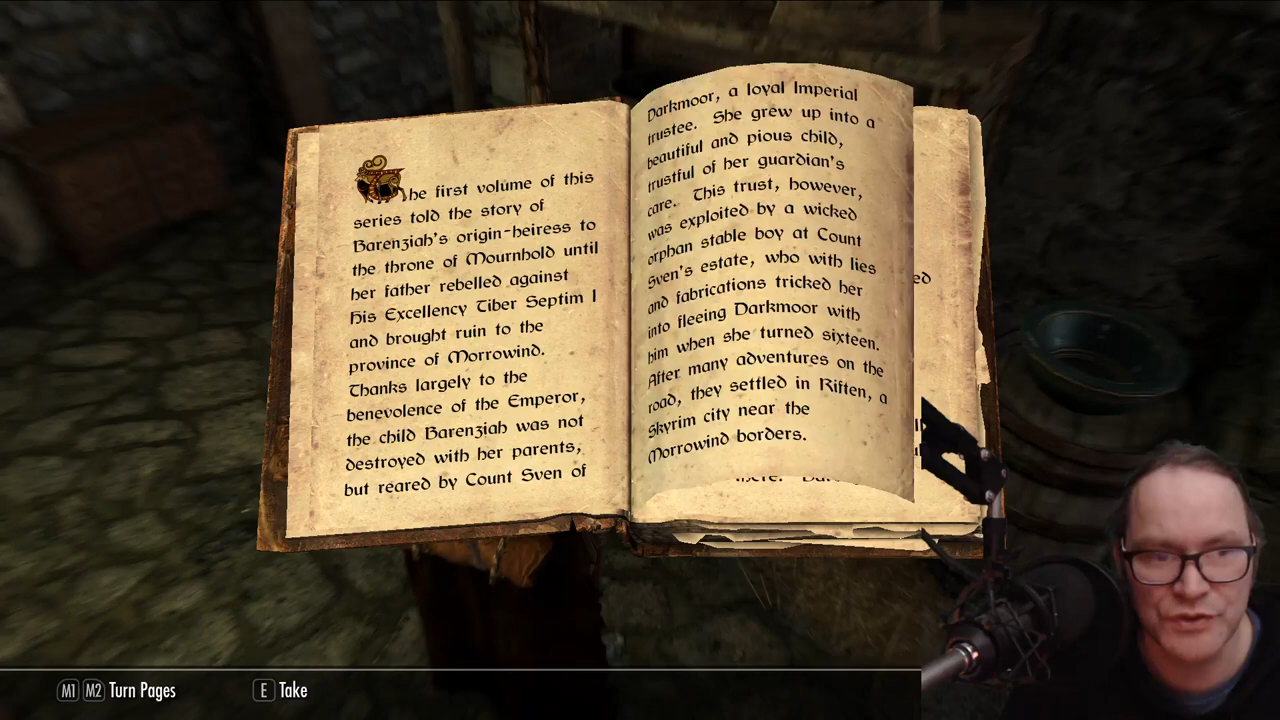 The first volume of this
series told the story of
Barenziah's origin-heiress to
the throne of Mournhold until
her father rebelled against
His Excellency Tiber Septim I
and brought ruin to the
province of Morrowind.
Thanks largely to the
benevolence of the Emperor,
the child Barenziah was not
destroyed with her parents,
but reared by Count Sven of
Darkmoor, a loyal Imperial
trustee. She grew up into a
beautiful and pious child,
trustful of her guardian's
care. This trust, however,
was exploited by a wicked
orphan stable boy at Count
Sven's estate, who with lies
and fabrications tricked her
into fleeing Darkmoor with
him when she turned sixteen.
After many adventures on the
road, they settled in Riften, a
Skyrim city near the
Morrowind borders.
M1 M2 Turn Pages
E Take